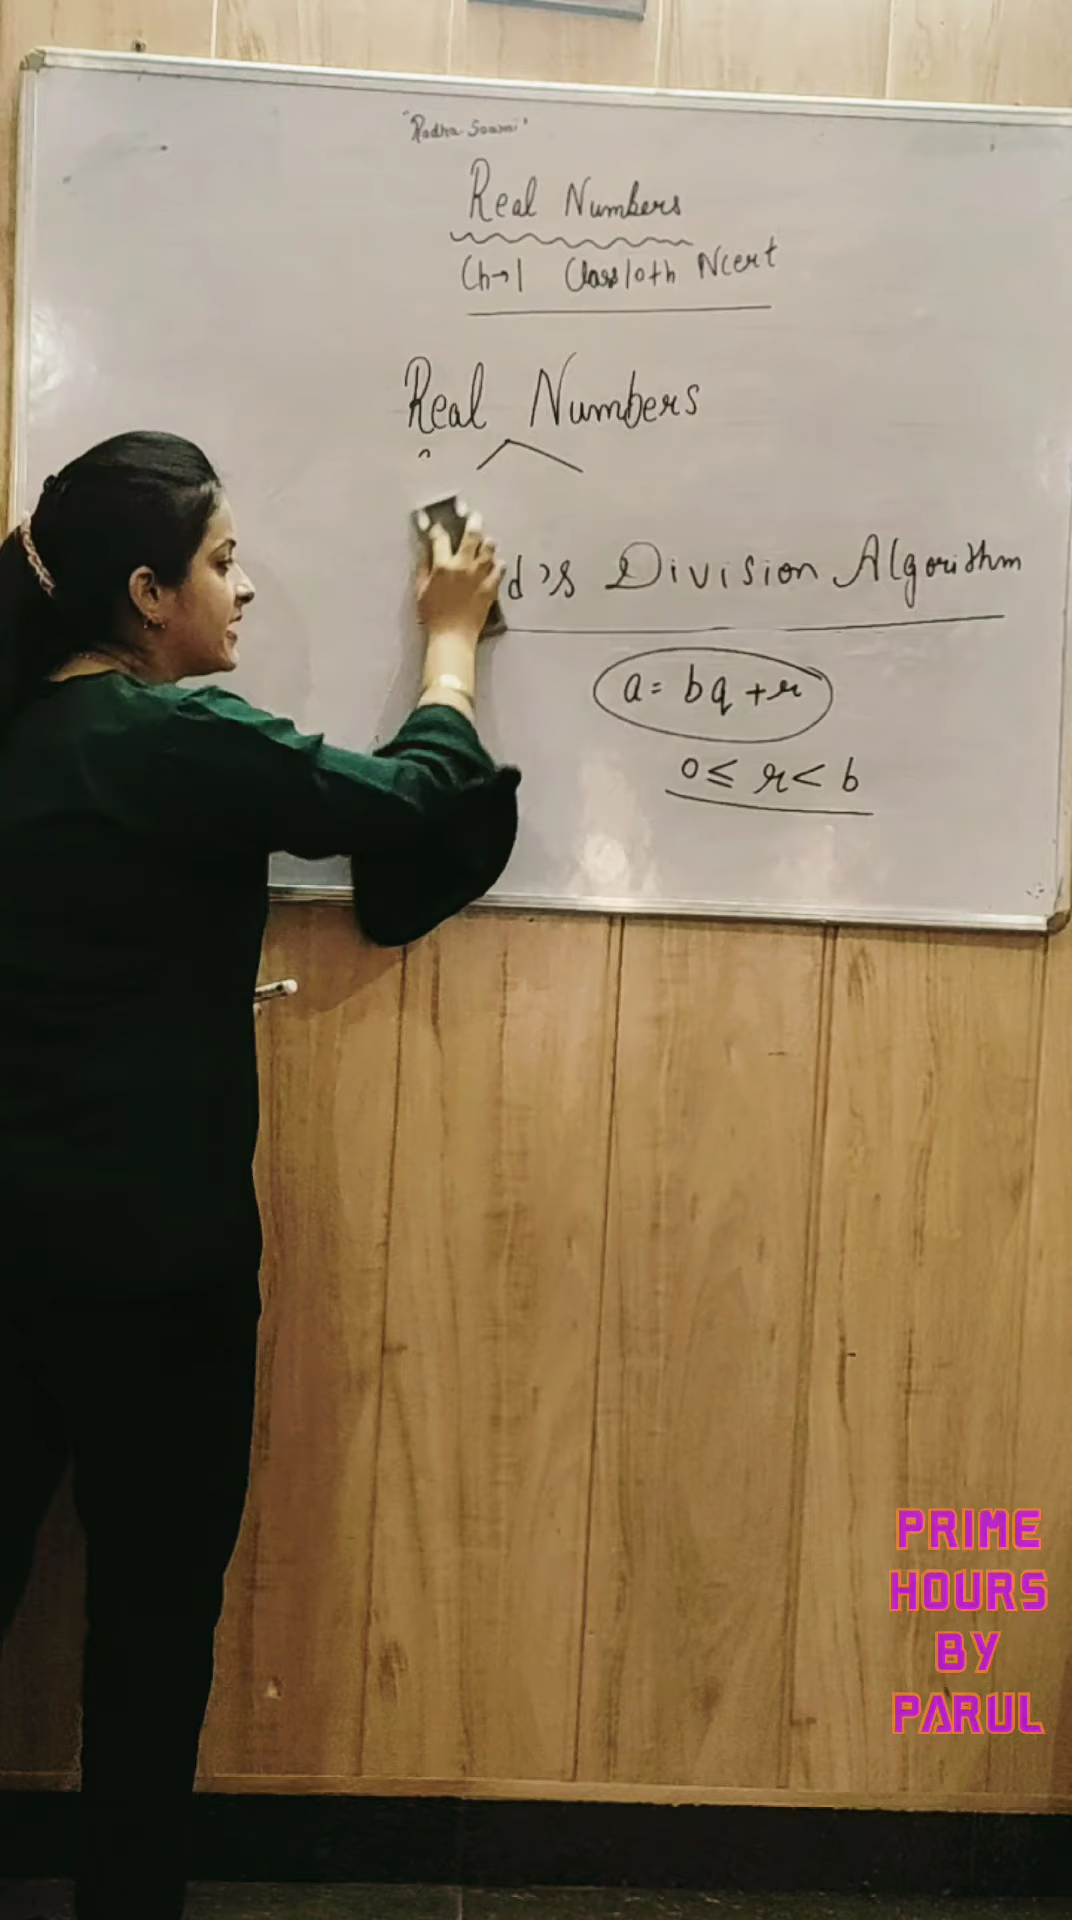 "Radha Soami"
Real Numbers
Ch→1 Class 10th Ncert
Real Numbers
d's Division Algorithm
a = bq + r
0 ≤ r < b
PRIME
HOURS
BY
PARUL